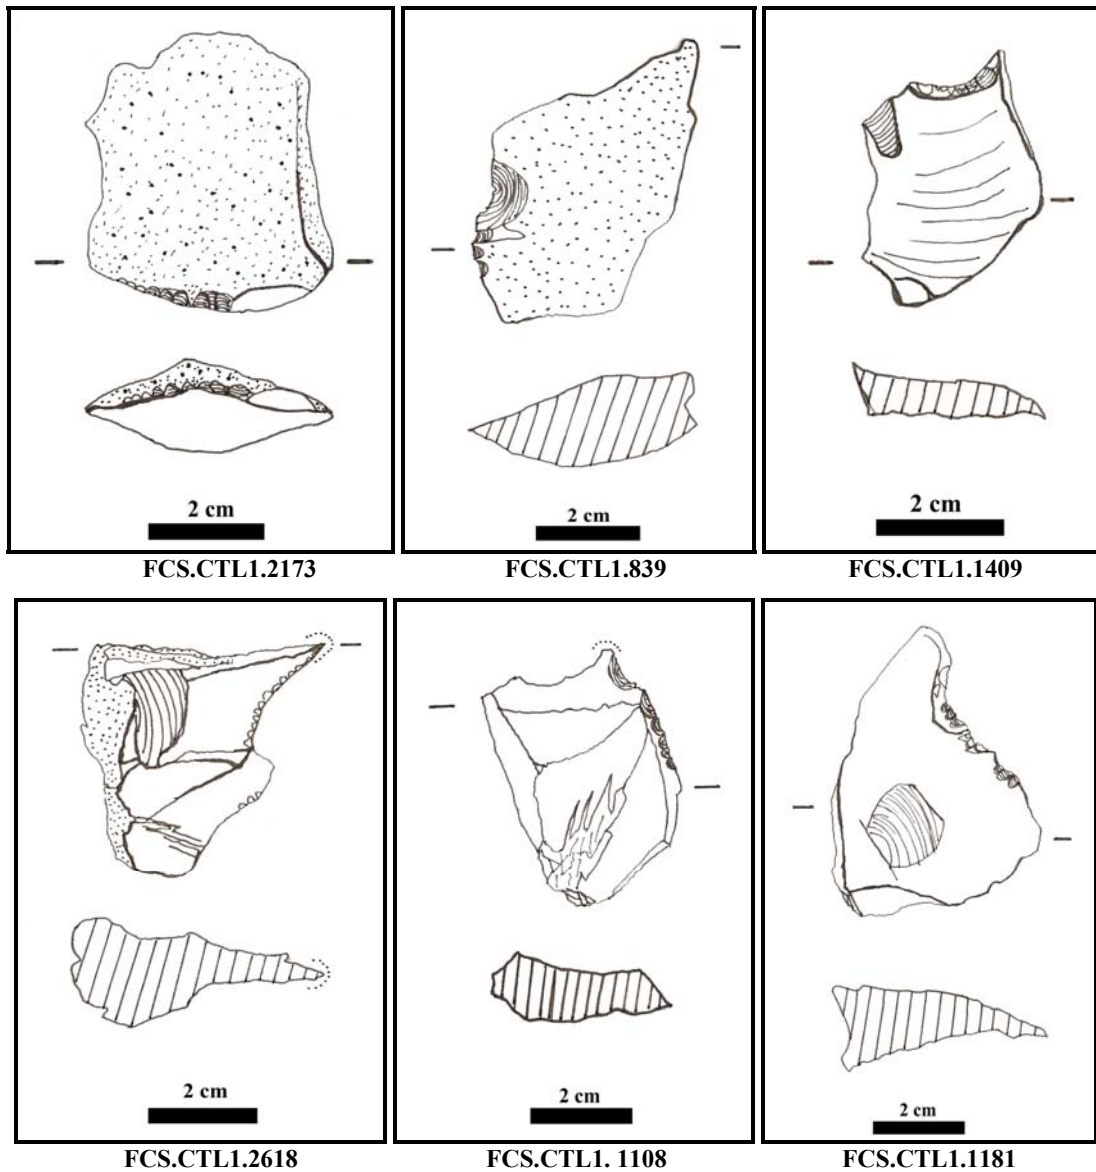 2 cm
2 cm
2 cm
FCS.CTL1.2173
FCS.CTL1.839
FCS.CTL1.1409
2 cm
2 cm
2 cm
FCS.CTL1.2618
FCS.CTL1. 1108
FCS.CTL1.1181